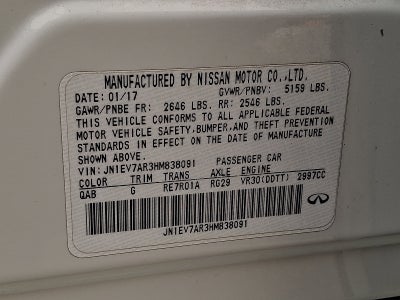 MANUFACTURED BY NISSAN MOTOR CO.,LTD.
DATE: 01/17 GVWR/PNBV: 5159 LBS.
GAWR/PNBE FR: 2646 LBS. RR: 2546 LBS.
THIS VEHICLE CONFORMS TO ALL APPLICABLE FEDERAL
MOTOR VEHICLE SAFETY, BUMPER, AND THEFT PREVENTION
STANDARDS IN EFFECT ON THE DATE OF MANUFACTURE
SHOWN ABOVE.
VIN: JN1EV7AR3HM838091 PASSENGER CAR
COLOR TRIM TRANS AXLE ENGINE
QAB G RE7R01A RG29 VR30(DDTT) 2997CC
JN1EV7AR3HM838091
INFINITI